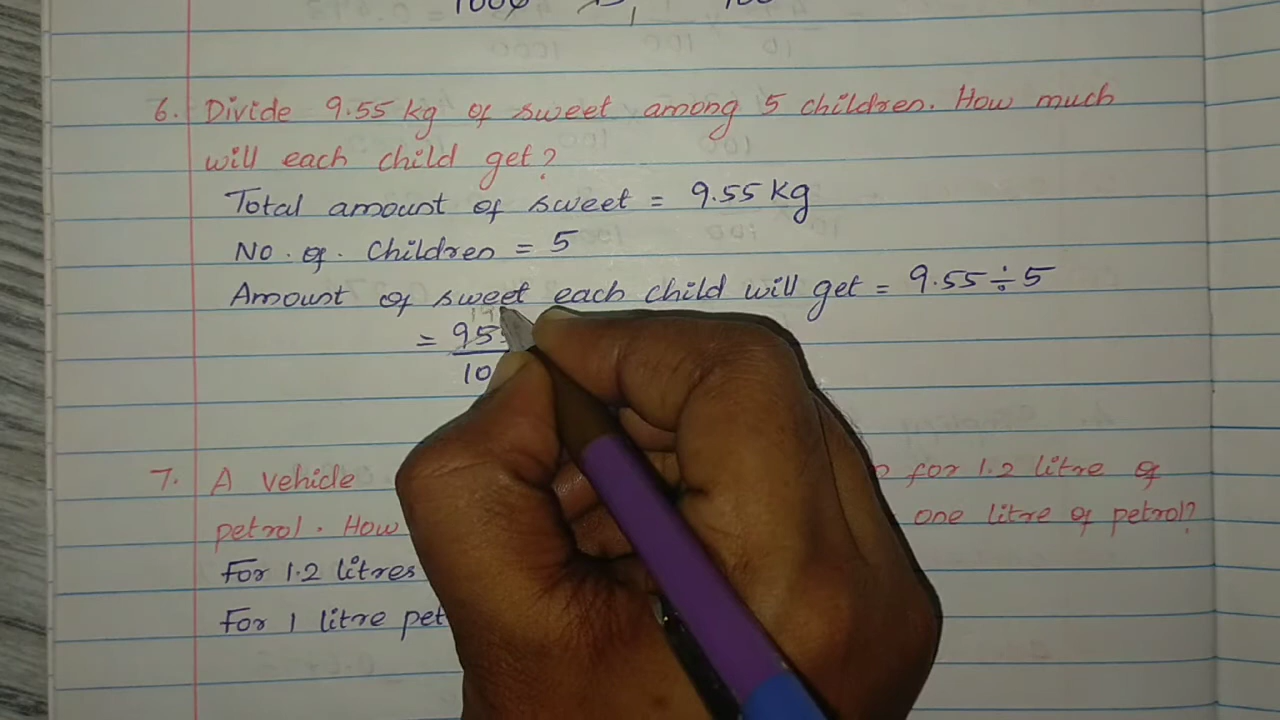 6. Divide 9.55 kg of sweet among 5 children. How much
will each child get?
Total amount of sweet = 9.55 kg
No. of. Children = 5
Amount of sweet each child will get = 9.55 ÷ 5
= 95
10
7. A vehicle for 1.2 litre of
petrol. How one litre of petrol?
For 1.2 litres
For 1 litre